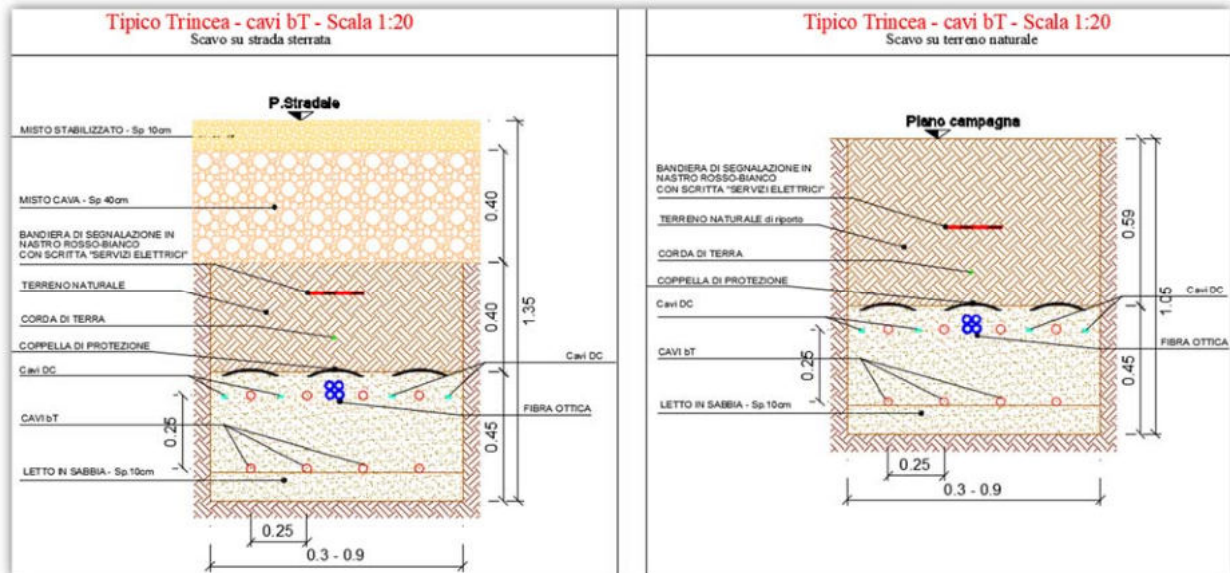 Tipico Trincea - cavi bT - Scala 1:20
Scavo su strada sterrata
P.Stradale
MISTO STABILIZZATO - Sp 10cm
MISTO CAVA - Sp 40cm
0.40
BANDIERA DI SEGNALAZIONE IN
NASTRO ROSSO-BIANCO
CON SCRITTA "SERVIZI ELETTRICI"
TERRENO NATURALE
0.40
1.35
CORDA DI TERRA
COPPELLA DI PROTEZIONE
Cavi DC
Cavi DC
FIBRA OTTICA
CAVI bT
0.25
0.45
LETTO IN SABBIA - Sp.10cm
0.25
0.3 - 0.9
Tipico Trincea - cavi bT - Scala 1:20
Scavo su terreno naturale
Piano campagna
BANDIERA DI SEGNALAZIONE IN
NASTRO ROSSO-BIANCO
CON SCRITTA "SERVIZI ELETTRICI"
0.59
TERRENO NATURALE di riporto
CORDA DI TERRA
COPPELLA DI PROTEZIONE
Cavi DC
Cavi DC
1.05
FIBRA OTTICA
CAVI bT
0.25
0.45
LETTO IN SABBIA - Sp.10cm
0.25
0.3 - 0.9